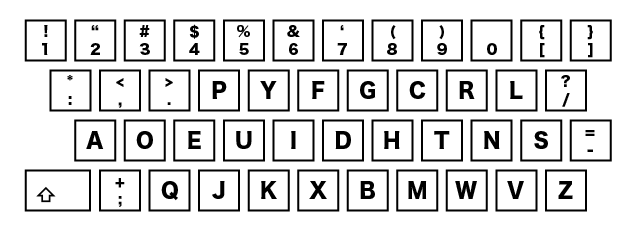 ! “ # $ % & ‘ ( ) { }
1 2 3 4 5 6 7 8 9 0 [ ]
* < > P Y F G C R L ?
: , . /
A O E U I D H T N S =
-
+ Q J K X B M W V Z
;